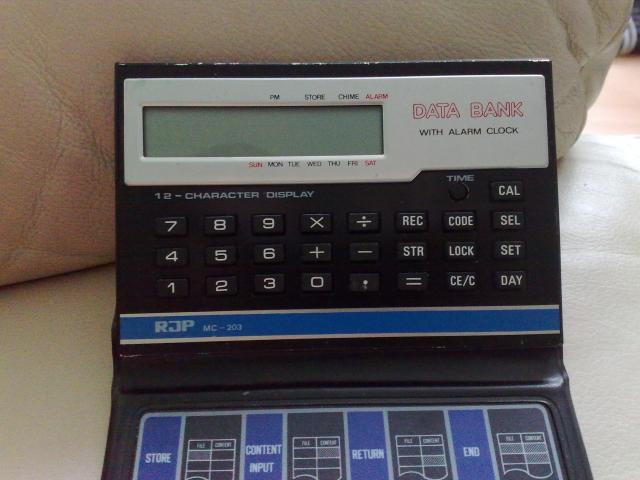 PM STORE CHIME ALARM
DATA BANK
WITH ALARM CLOCK
SUN MON TUE WED THU FRI SAT
12-CHARACTER DISPLAY
TIME
CAL
7 8 9 × ÷ REC CODE SEL
4 5 6 + − STR LOCK SET
1 2 3 0 . = CE/C DAY
RJP MC-203
FILE CONTENT FILE CONTENT FILE CONTENT FILE CONTENT
STORE CONTENT INPUT RETURN END